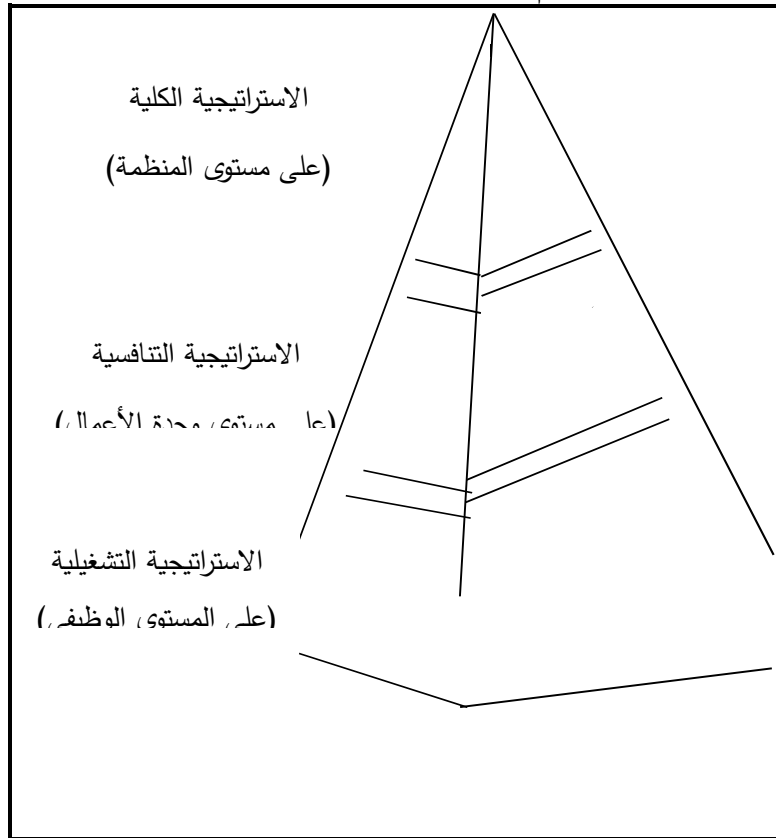 الاستراتيجية الكلية
(على مستوى المنظمة)
الاستراتيجية التنافسية
(على مستوى وحدة الأعمال)
الاستراتيجية التشغيلية
(على المستوى الوظيفي)